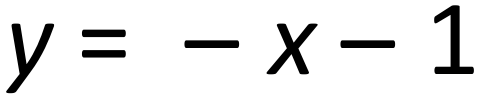 y = − x − 1